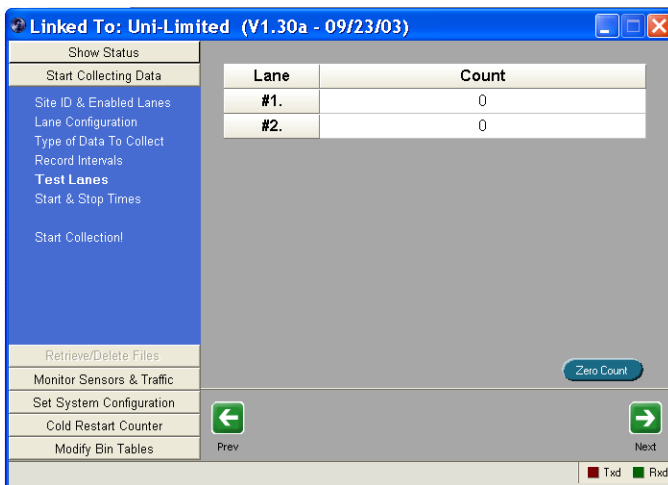 Linked To: Uni-Limited (V1.30a - 09/23/03)
Show Status
Start Collecting Data
Site ID & Enabled Lanes
Lane Configuration
Type of Data To Collect
Record Intervals
Test Lanes
Start & Stop Times
Start Collection!
Retrieve/Delete Files
Monitor Sensors & Traffic
Set System Configuration
Cold Restart Counter
Modify Bin Tables
Lane Count
#1. 0
#2. 0
Zero Count
Prev Next
Txd Rxd